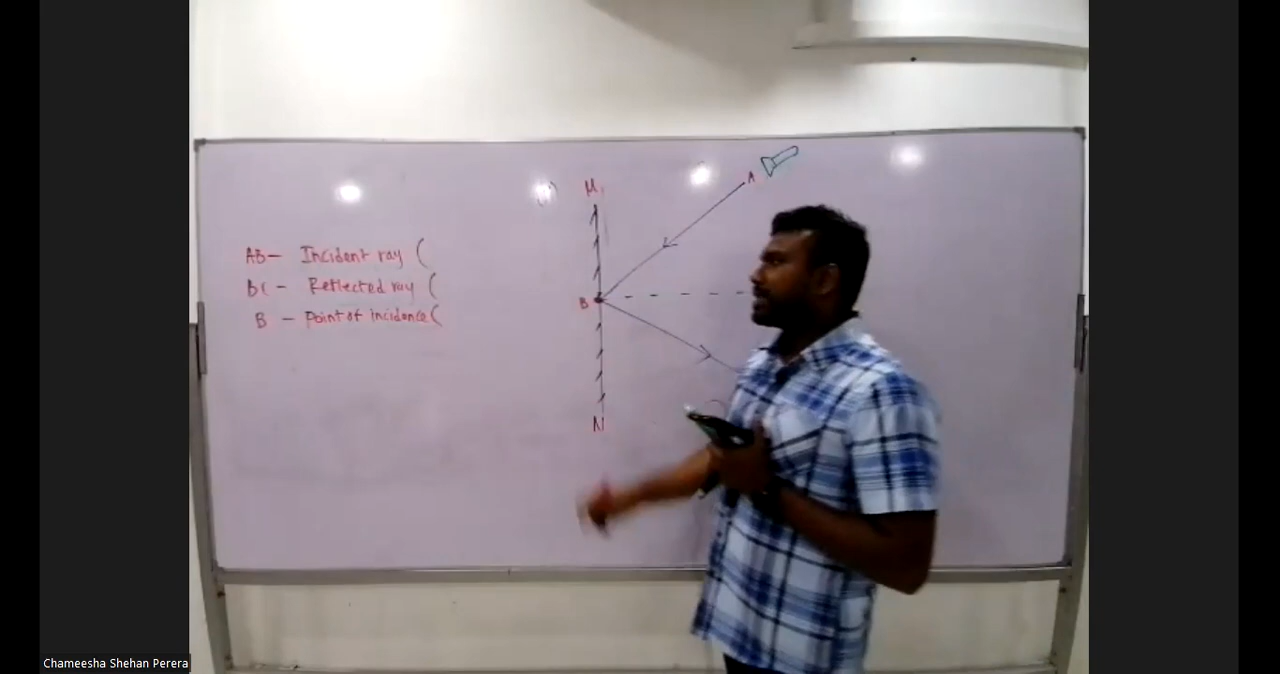 M
A
AB - Incident ray (
BC - Reflected ray (
B
B - Point of Incidence (
N
Chameesha Shehan Perera